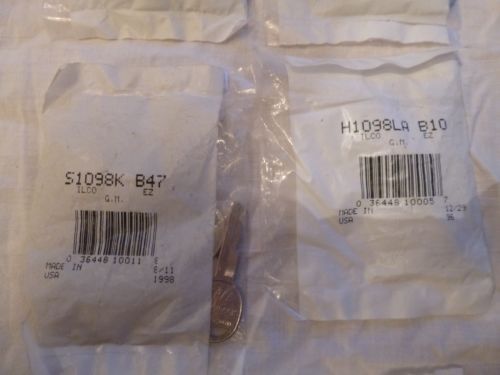 S1098K B47
ILCO EZ
G.M.
0 36448 10011 8
MADE IN 8/11
USA 1998
H1098LA B10
ILCO EZ
G.M.
0 36448 10005 7
MADE IN 12/29
USA 96